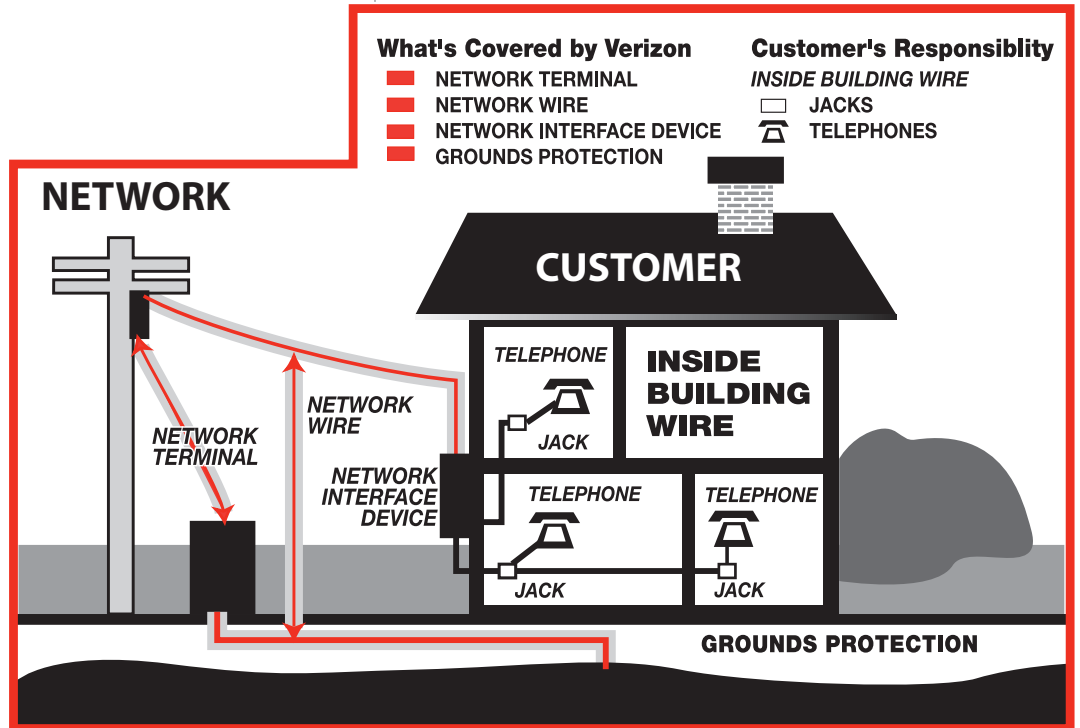 What's Covered by Verizon
NETWORK TERMINAL
NETWORK WIRE
NETWORK INTERFACE DEVICE
GROUNDS PROTECTION
Customer's Responsiblity
INSIDE BUILDING WIRE
JACKS
TELEPHONES
NETWORK
CUSTOMER
TELEPHONE
JACK
INSIDE
BUILDING
WIRE
NETWORK
WIRE
NETWORK
TERMINAL
NETWORK
INTERFACE
DEVICE
TELEPHONE
JACK
TELEPHONE
JACK
GROUNDS PROTECTION